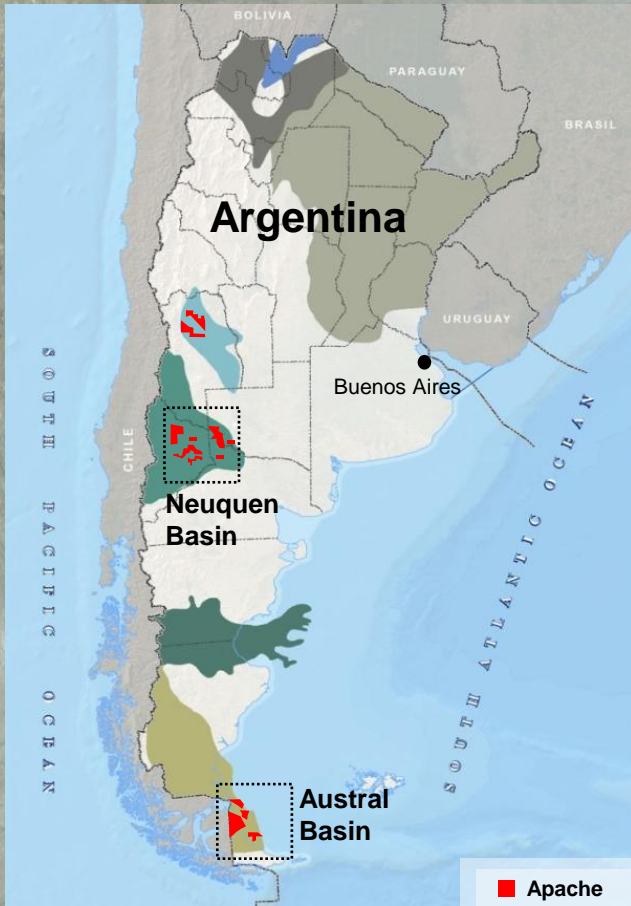 BOLIVIA
PARAGUAY
BRASIL
Argentina
URUGUAY
Buenos Aires
CHILE
Neuquen
Basin
SOUTH PACIFIC OCEAN
SOUTH ATLANTIC OCEAN
Austral
Basin
Apache